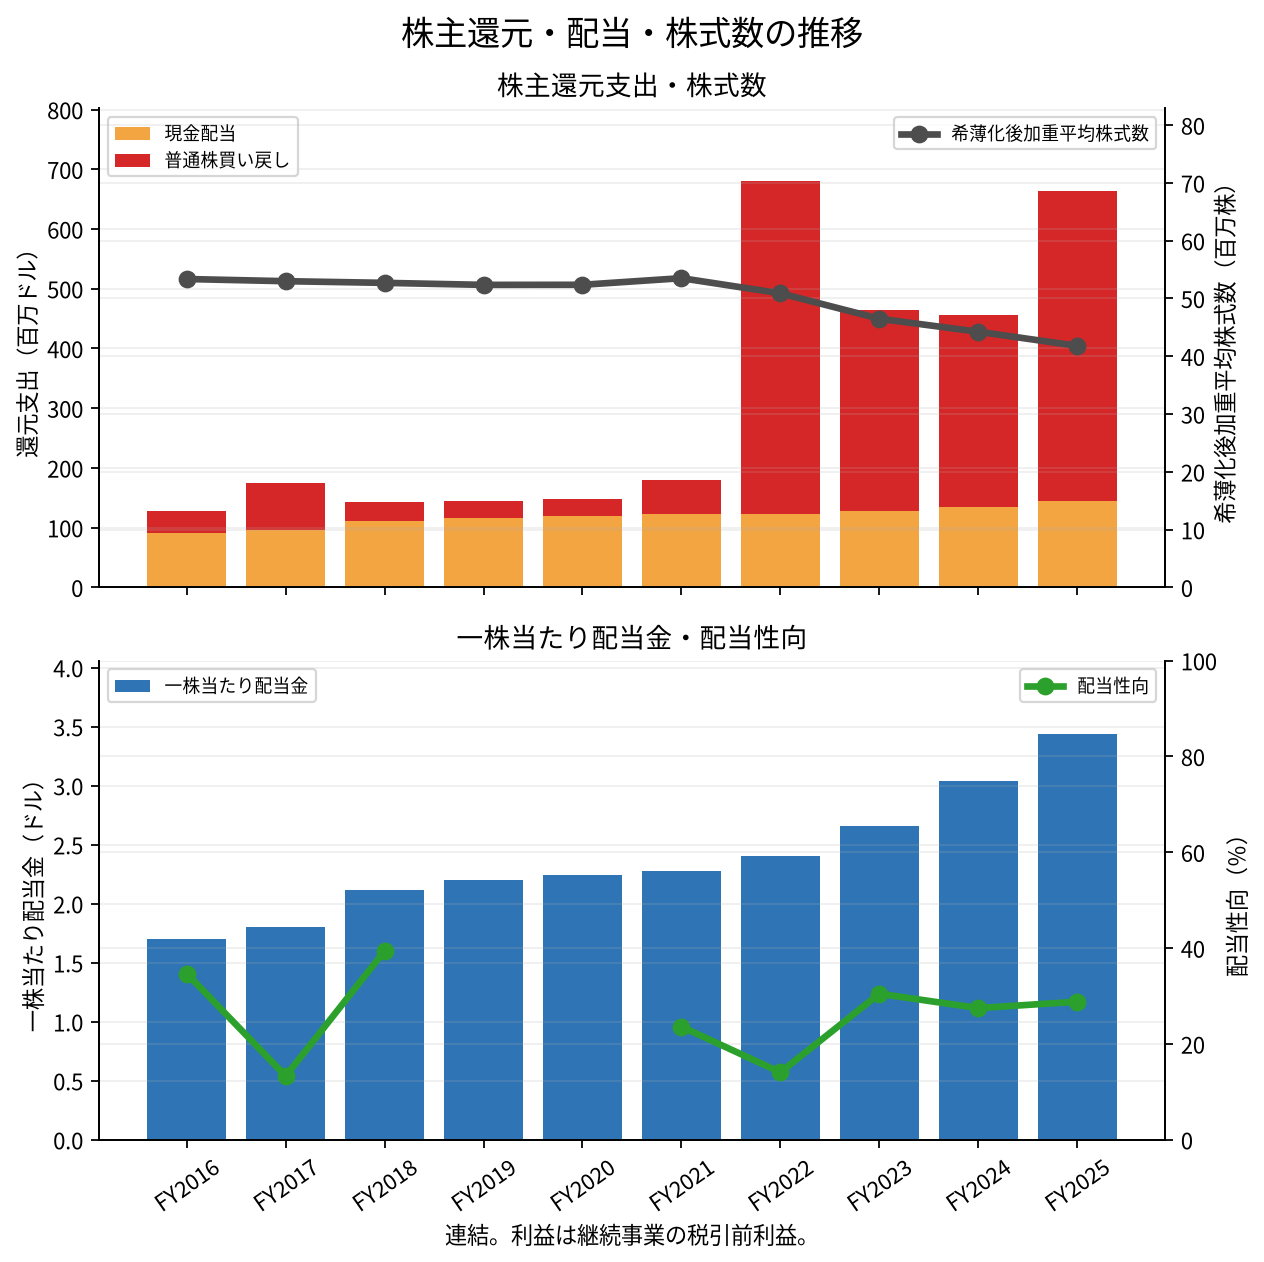 株主還元・配当・株式数の推移
株主還元支出・株式数
現金配当
普通株買い戻し
希薄化後加重平均株式数
還元支出（百万ドル）
800
700
600
500
400
300
200
100
0
希薄化後加重平均株式数（百万株）
80
70
60
50
40
30
20
10
0
一株当たり配当金・配当性向
一株当たり配当金
配当性向
一株当たり配当金（ドル）
4.0
3.5
3.0
2.5
2.0
1.5
1.0
0.5
0.0
配当性向（%）
100
80
60
40
20
0
FY2016
FY2017
FY2018
FY2019
FY2020
FY2021
FY2022
FY2023
FY2024
FY2025
連結。利益は継続事業の税引前利益。